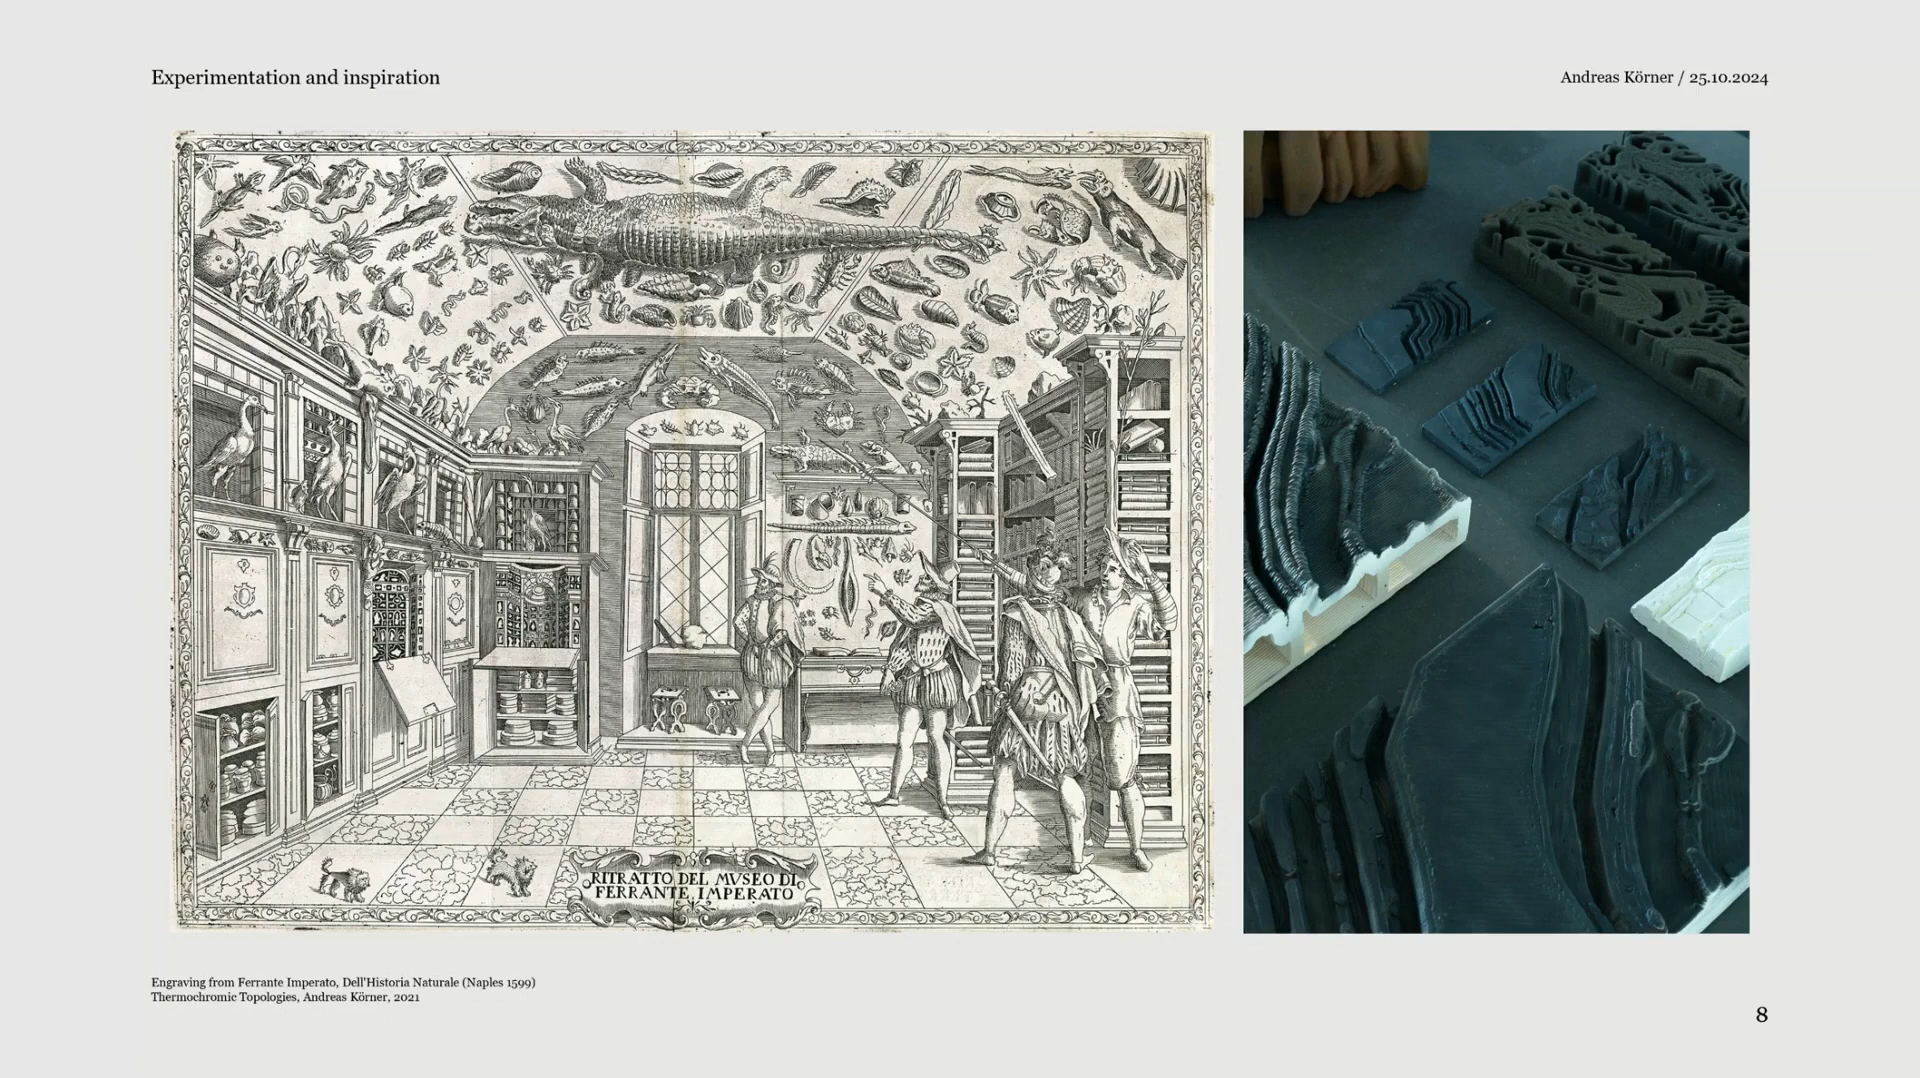 Experimentation and inspiration
Andreas Körner / 25.10.2024
RITRATTO DEL MVSEO DI
FERRANTE IMPERATO
Engraving from Ferrante Imperato, Dell'Historia Naturale (Naples 1599)
Thermochromic Topologies, Andreas Körner, 2021
8